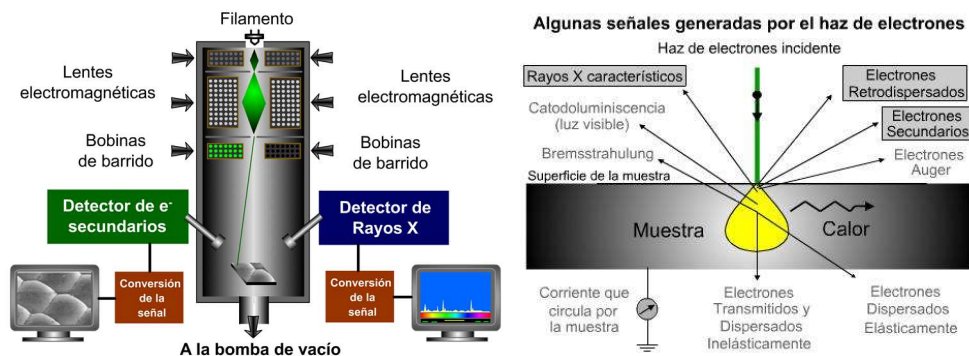 Filamento
Lentes
electromagnéticas
Lentes
electromagnéticas
Bobinas
de barrido
Bobinas
de barrido
Detector de e-
secundarios
Detector de
Rayos X
Conversión
de la
señal
Conversión
de la
señal
A la bomba de vacío
Algunas señales generadas por el haz de electrones
Haz de electrones incidente
Rayos X característicos
Electrones
Retrodispersados
Catodoluminiscencia
(luz visible)
Electrones
Secundarios
Bremsstrahulung
Electrones
Auger
Superficie de la muestra
Muestra
Calor
Corriente que
circula por
la muestra
Electrones
Transmitidos y
Dispersados
Inelásticamente
Electrones
Dispersados
Elásticamente